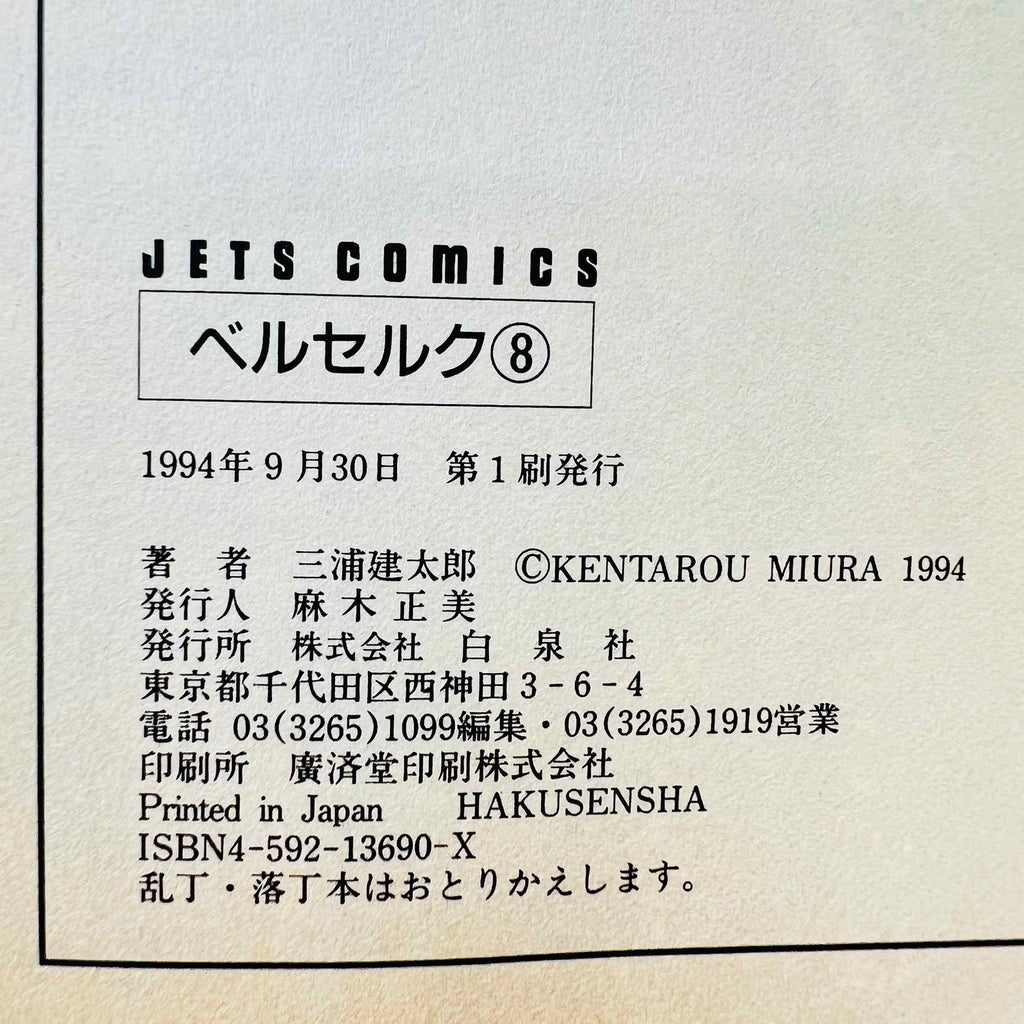 JETS COMICS
ベルセルク⑧
1994年9月30日　第1刷発行
著　者　三浦建太郎　©KENTAROU MIURA 1994
発行人　麻木正美
発行所　株式会社　白泉社
東京都千代田区西神田3-6-4
電話 03(3265)1099編集・03(3265)1919営業
印刷所　廣済堂印刷株式会社
Printed in Japan　HAKUSENSHA
ISBN4-592-13690-X
乱丁・落丁本はおとりかえします。